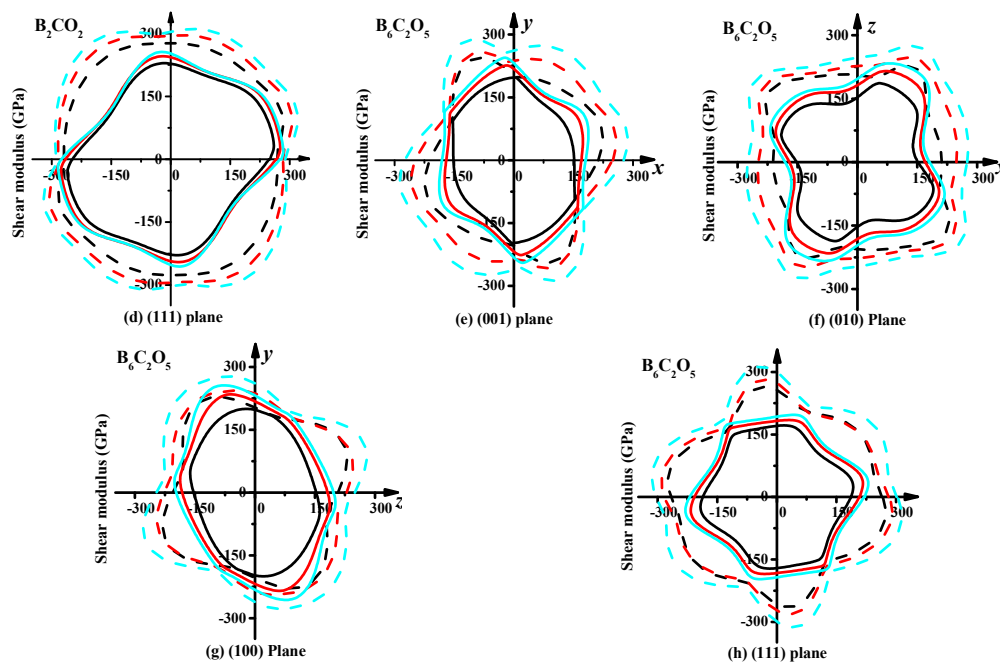 B₂CO₂
Shear modulus (GPa)
300
150
0
-150
-300
-300 -150 0 150 300
(d) (111) plane
B₆C₂O₅
y
Shear modulus (GPa)
300
150
0
-150
-300
-300 -150 0 150 300 x
(e) (001) plane
B₆C₂O₅
z
Shear modulus (GPa)
300
150
0
-150
-300
-300 -150 0 150 300
(f) (010) Plane
B₆C₂O₅
y
Shear modulus (GPa)
300
150
0
-150
-300
-300 -150 0 150 300 z
(g) (100) Plane
B₆C₂O₅
Shear modulus (GPa)
300
150
0
-150
-300
-300 -150 0 150 300
(h) (111) plane